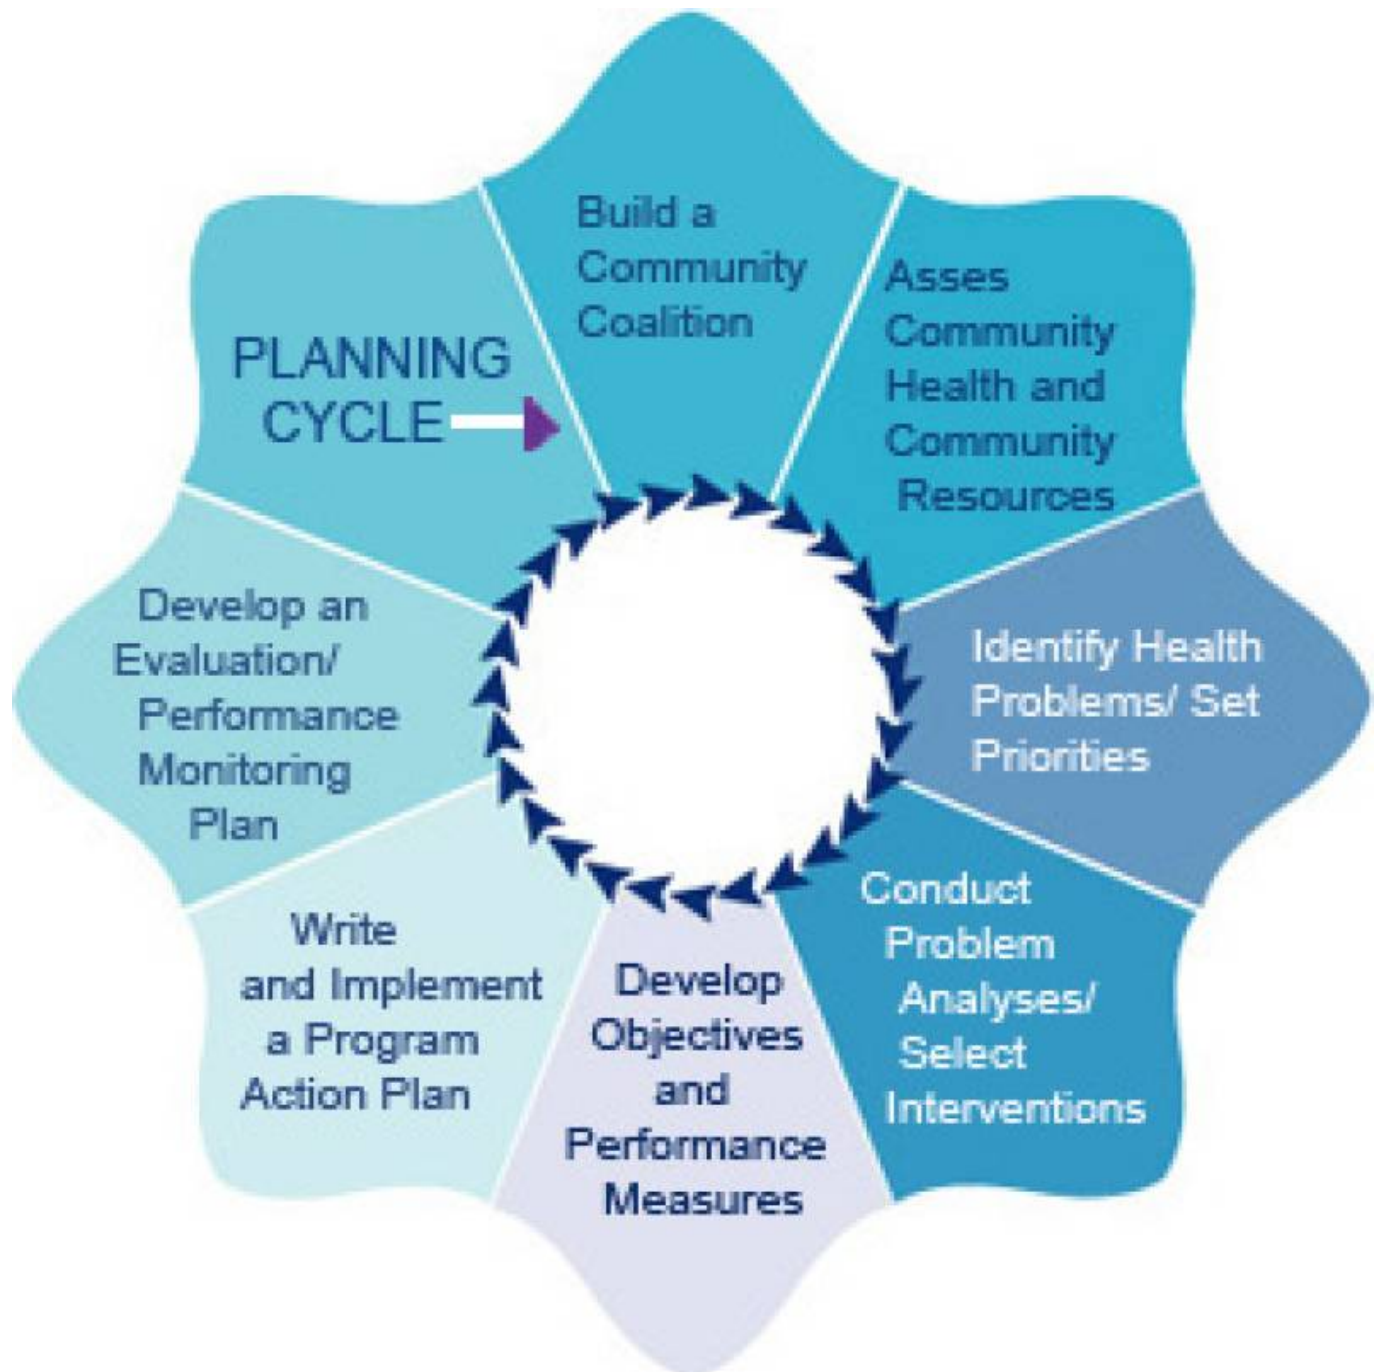 PLANNING
CYCLE
Build a
Community
Coalition
Asses
Community
Health and
Community
Resources
Identify Health
Problems/ Set
Priorities
Conduct
Problem
Analyses/
Select
Interventions
Develop
Objectives
and
Performance
Measures
Write
and Implement
a Program
Action Plan
Develop an
Evaluation/
Performance
Monitoring
Plan